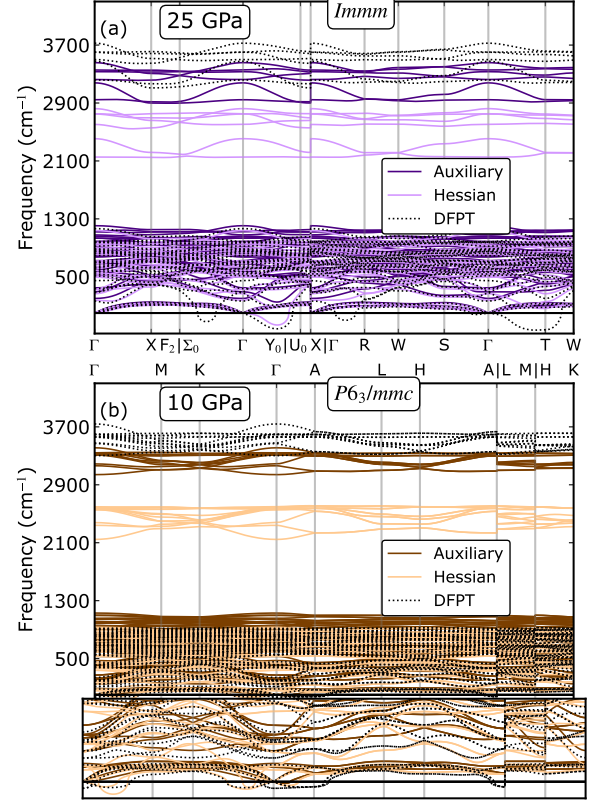 (a) 25 GPa Immm
3700
2900
2100
1300
500
Frequency (cm⁻¹)
Auxiliary
Hessian
DFPT
Γ X F₂|Σ₀ Γ Y₀|U₀ X|Γ R W S Γ T W
Γ M K Γ A L H A|L M|H K
(b) 10 GPa P6₃/mmc
3700
2900
2100
1300
500
Frequency (cm⁻¹)
Auxiliary
Hessian
DFPT